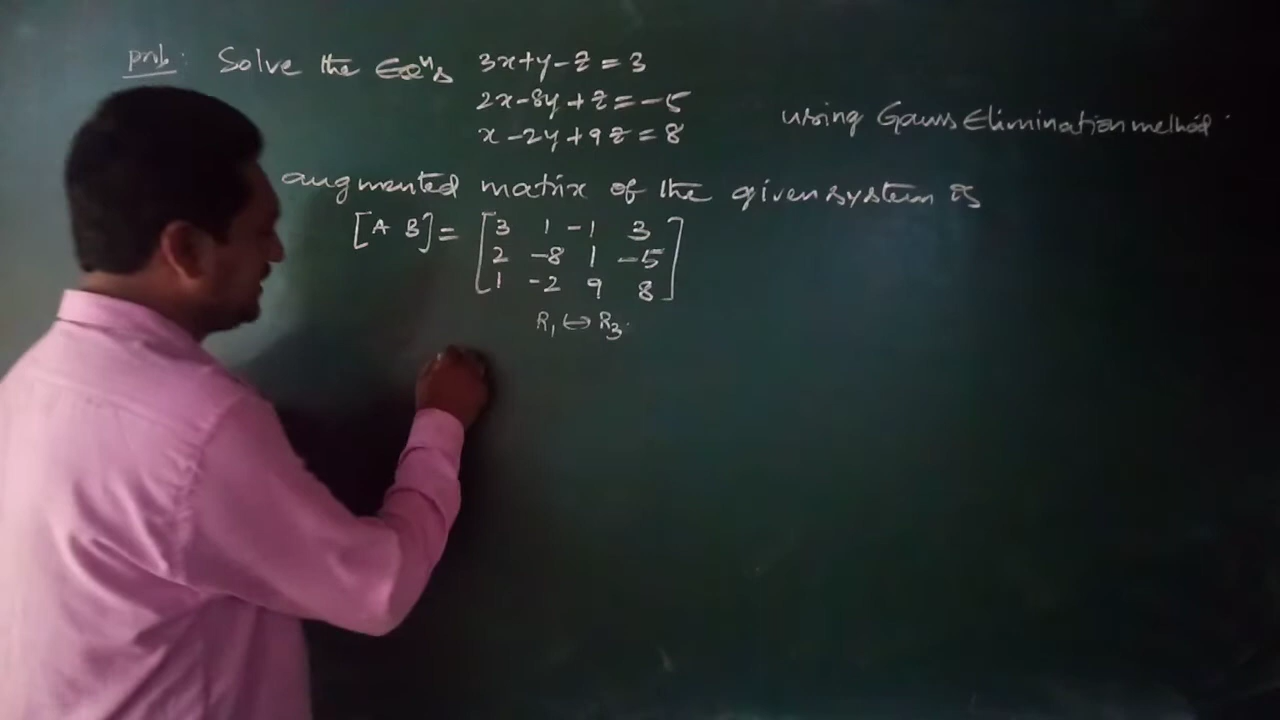 prob: Solve the Eqns 3x+y-z=3
2x-8y+z=-5
x-2y+9z=8
using Gauss Elimination method.
augmented matrix of the given system is
[A B] = [3 1 -1 3
2 -8 1 -5
1 -2 9 8]
R₁ ↔ R₃.